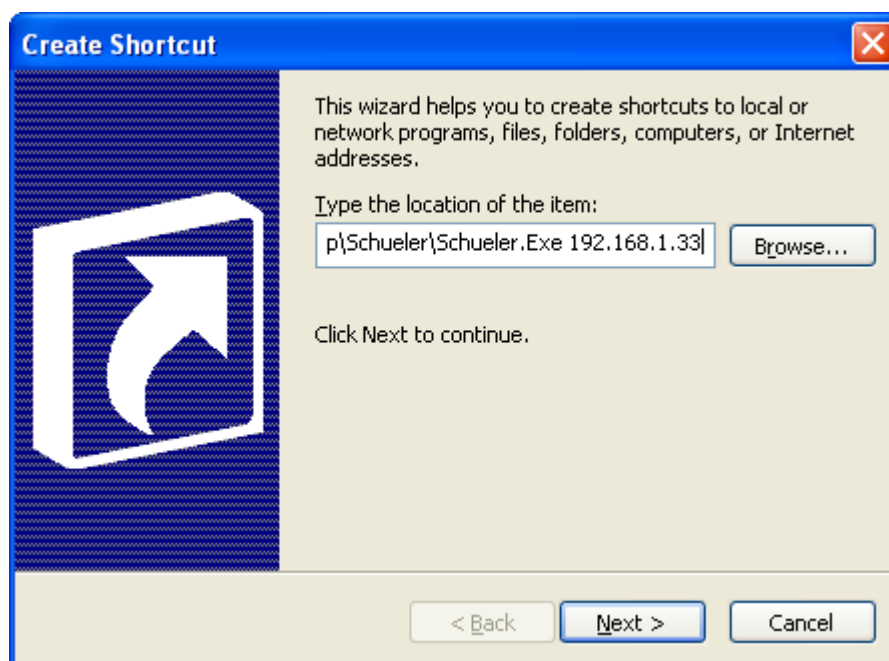 Create Shortcut
This wizard helps you to create shortcuts to local or
network programs, files, folders, computers, or Internet
addresses.
Type the location of the item:
p\Schueler\Schueler.Exe 192.168.1.33
Browse...
Click Next to continue.
< Back
Next >
Cancel